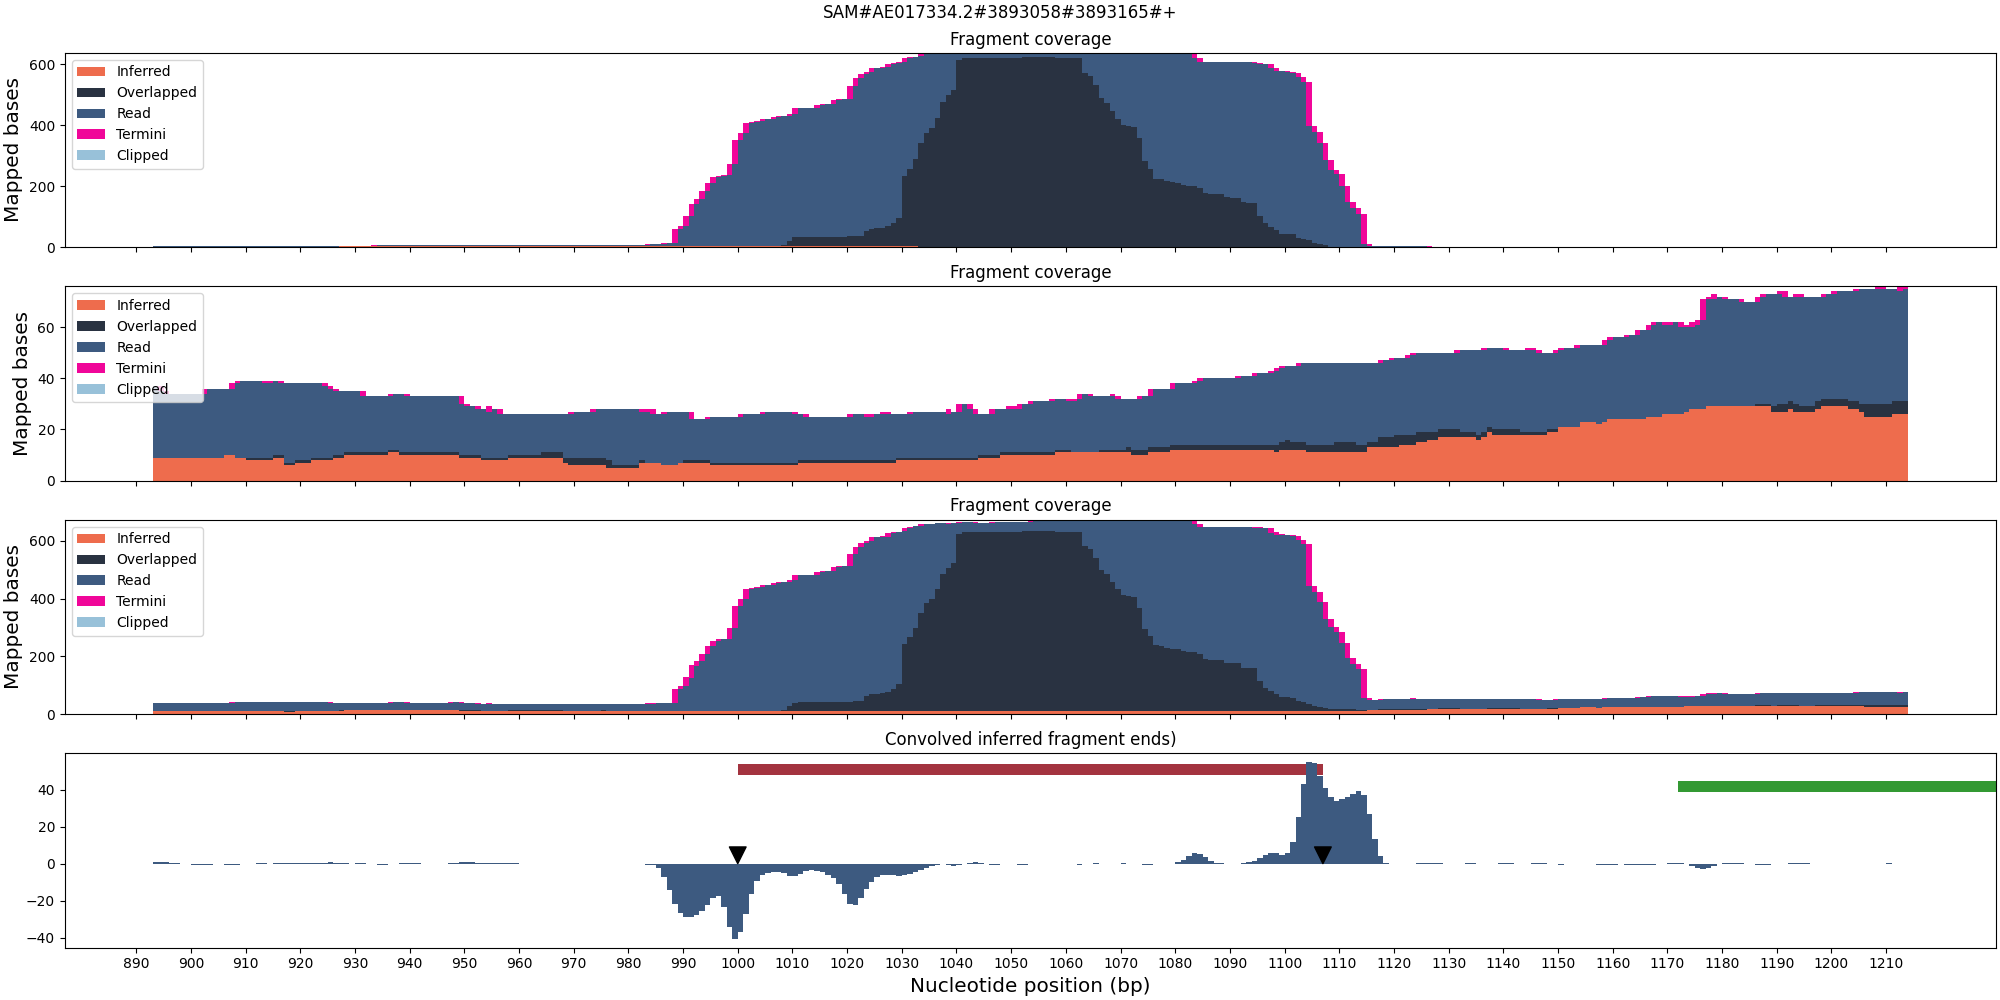 SAM#AE017334.2#3893058#3893165#+
Fragment coverage
Mapped bases
600
400
200
0
Inferred
Overlapped
Read
Termini
Clipped
Fragment coverage
Mapped bases
60
40
20
0
Inferred
Overlapped
Read
Termini
Clipped
Fragment coverage
Mapped bases
600
400
200
0
Inferred
Overlapped
Read
Termini
Clipped
Convolved inferred fragment ends)
40
20
0
−20
−40
890 900 910 920 930 940 950 960 970 980 990 1000 1010 1020 1030 1040 1050 1060 1070 1080 1090 1100 1110 1120 1130 1140 1150 1160 1170 1180 1190 1200 1210
Nucleotide position (bp)